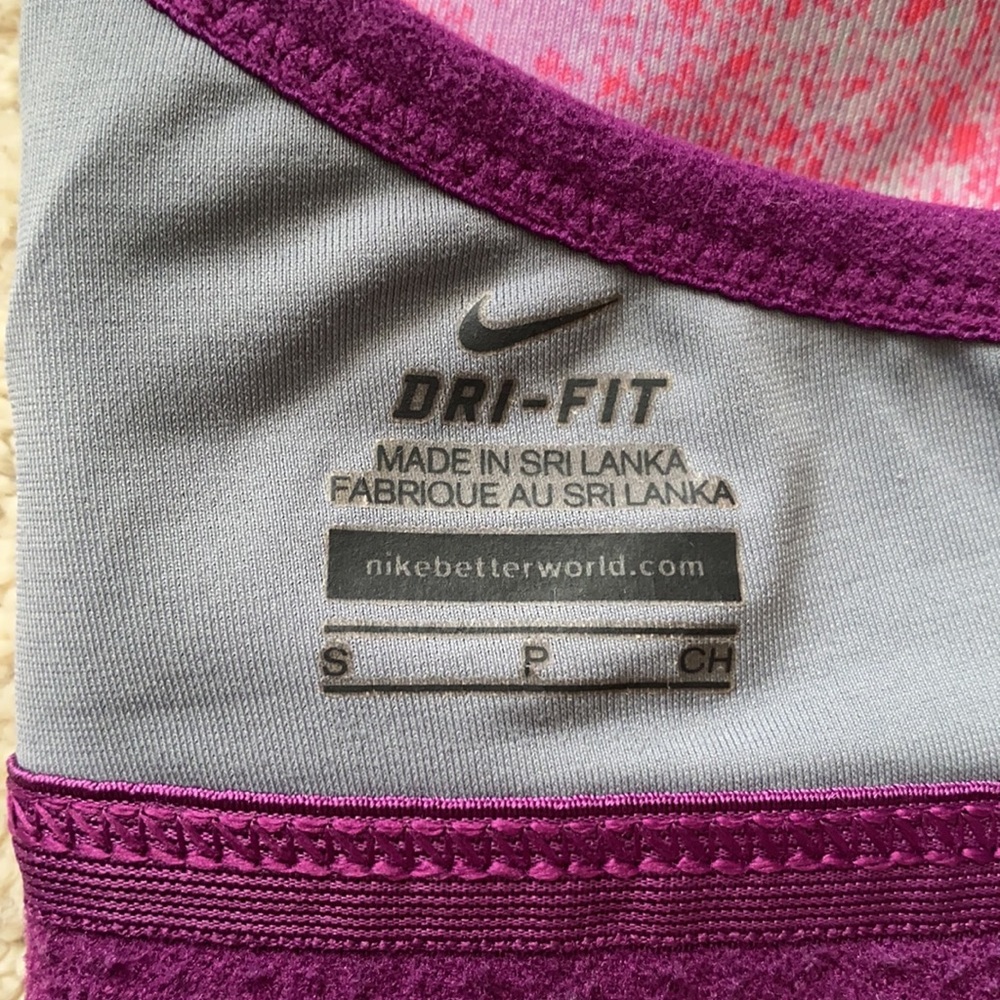 DRI-FIT
MADE IN SRI LANKA
FABRIQUE AU SRI LANKA
nikebetterworld.com
S P CH